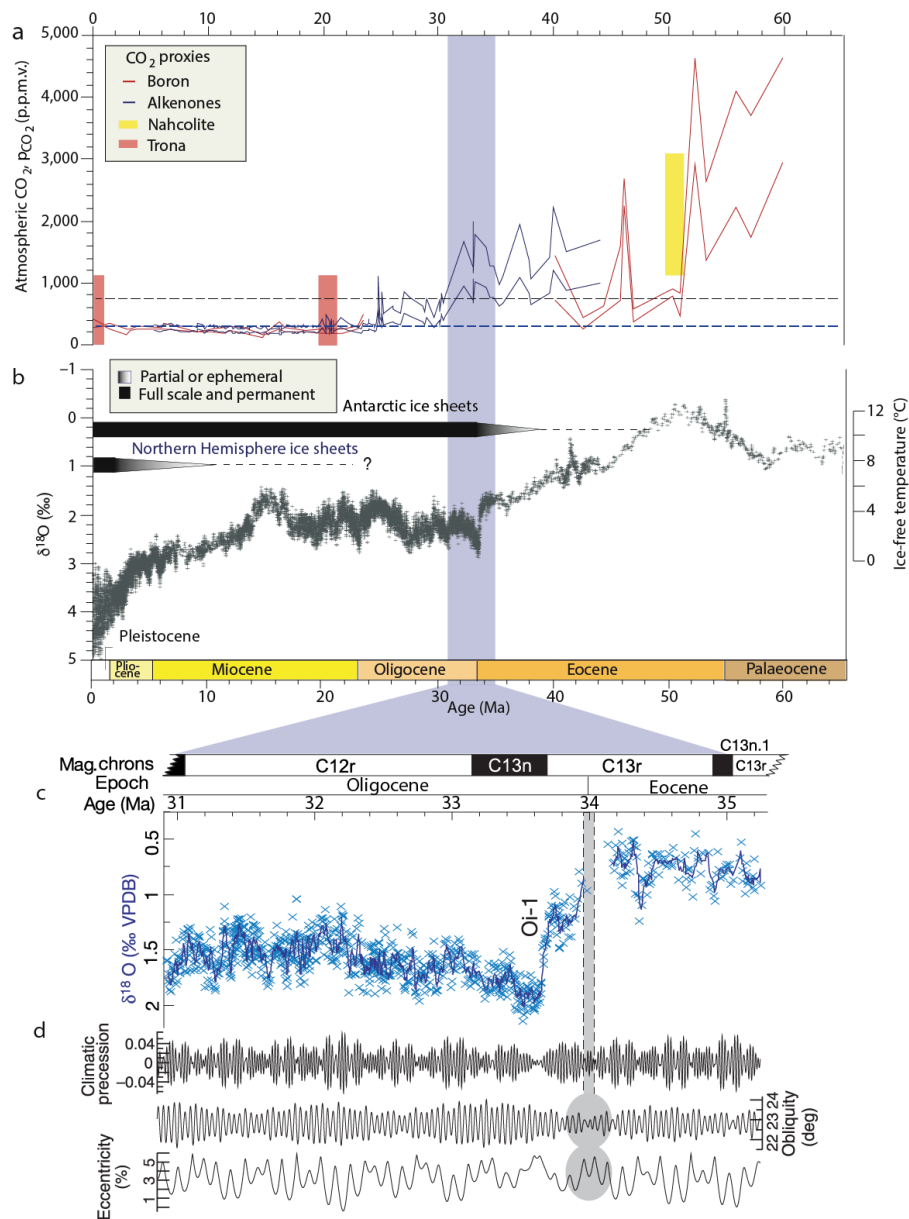 0 10 20 30 40 50 60
a
5,000
4,000
3,000
2,000
1,000
0
Atmospheric CO2, pCO2 (p.p.m.v.)
CO2 proxies
Boron
Alkenones
Nahcolite
Trona
b
−1
0
1
2
3
4
5
δ18O (‰)
Partial or ephemeral
Full scale and permanent
Antarctic ice sheets
Northern Hemisphere ice sheets
?
12
8
4
0
Ice-free temperature (°C)
Pleistocene
Plio-
cene
Miocene Oligocene Eocene Palaeocene
0 10 20 30 40 50 60
Age (Ma)
C13n.1
Mag.chrons C12r C13n C13r C13r
Epoch Oligocene Eocene
c
Age (Ma) 31 32 33 34 35
0.5
1
1.5
2
δ18 O (‰ VPDB)
Oi-1
d
Climatic
precession
0.04
0
−0.04
22 23 24
Obliquity
(deg)
Eccentricity
(%)
1 3 5